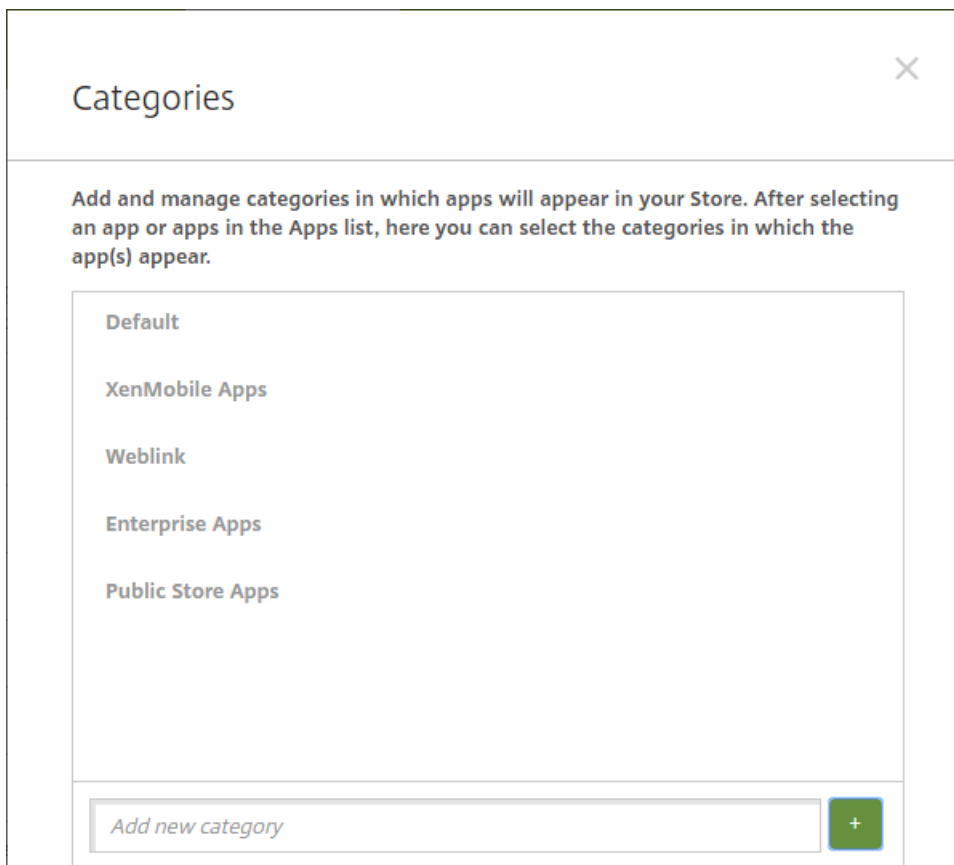 Categories
Add and manage categories in which apps will appear in your Store. After selecting
an app or apps in the Apps list, here you can select the categories in which the
app(s) appear.
Default
XenMobile Apps
Weblink
Enterprise Apps
Public Store Apps
Add new category
+